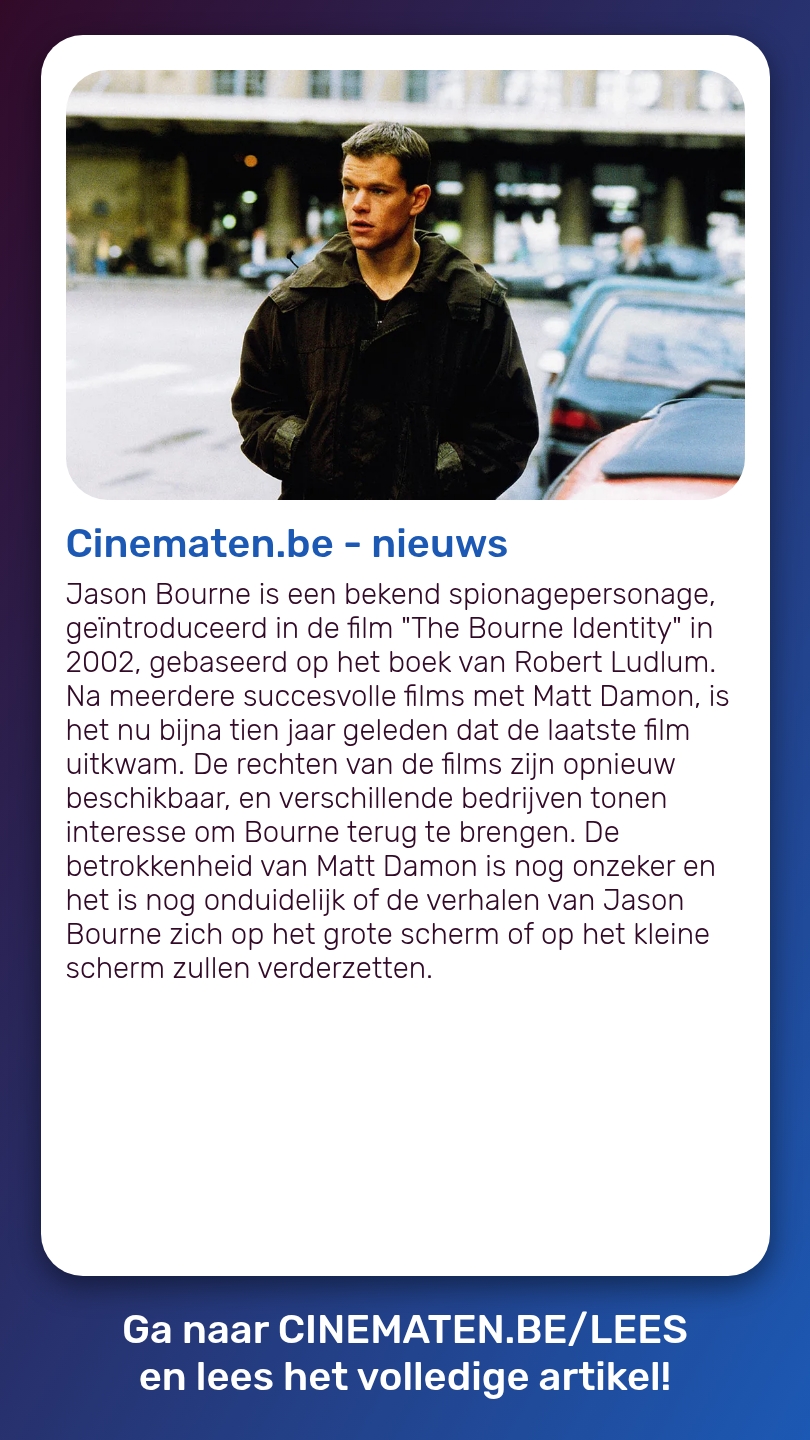 Cinematen.be - nieuws
Jason Bourne is een bekend spionagepersonage,
geïntroduceerd in de film "The Bourne Identity" in
2002, gebaseerd op het boek van Robert Ludlum.
Na meerdere succesvolle films met Matt Damon, is
het nu bijna tien jaar geleden dat de laatste film
uitkwam. De rechten van de films zijn opnieuw
beschikbaar, en verschillende bedrijven tonen
interesse om Bourne terug te brengen. De
betrokkenheid van Matt Damon is nog onzeker en
het is nog onduidelijk of de verhalen van Jason
Bourne zich op het grote scherm of op het kleine
scherm zullen verderzetten.
Ga naar CINEMATEN.BE/LEES
en lees het volledige artikel!